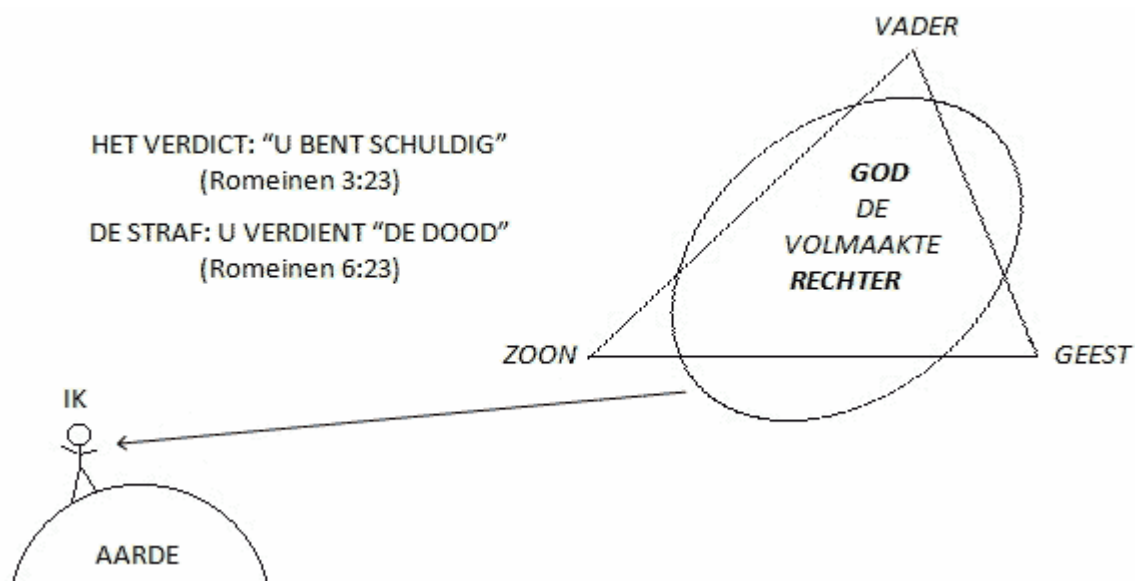 VADER
HET VERDICT: “U BENT SCHULDIG”
(Romeinen 3:23)
DE STRAF: U VERDIENT “DE DOOD”
(Romeinen 6:23)
GOD
DE
VOLMAAKTE
RECHTER
ZOON
GEEST
IK
AARDE